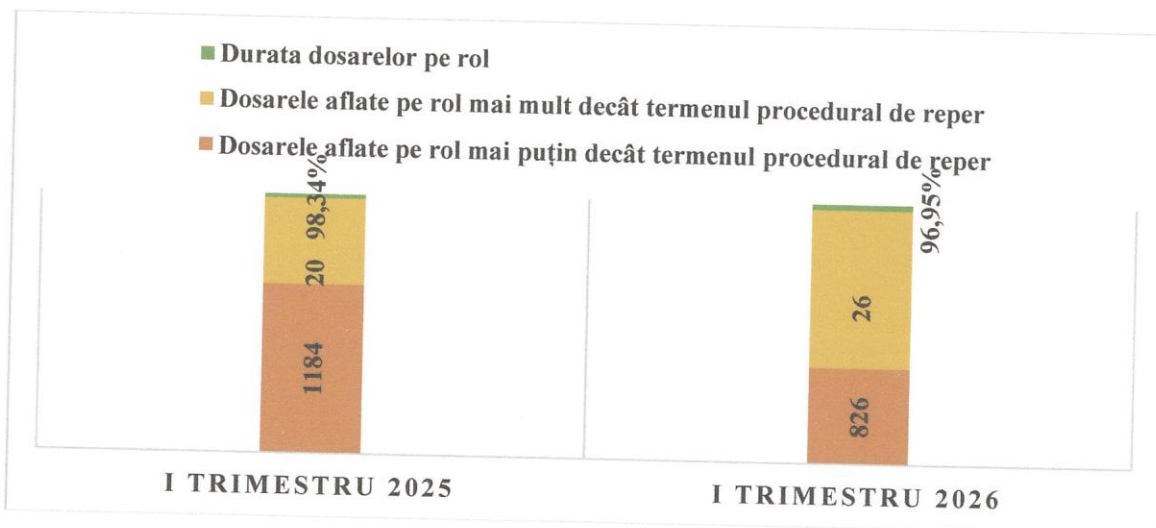 Durata dosarelor pe rol
Dosarele aflate pe rol mai mult decât termenul procedural de reper
Dosarele aflate pe rol mai puțin decât termenul procedural de reper
98,34%
20
1184
96,95%
26
826
I TRIMESTRU 2025
I TRIMESTRU 2026